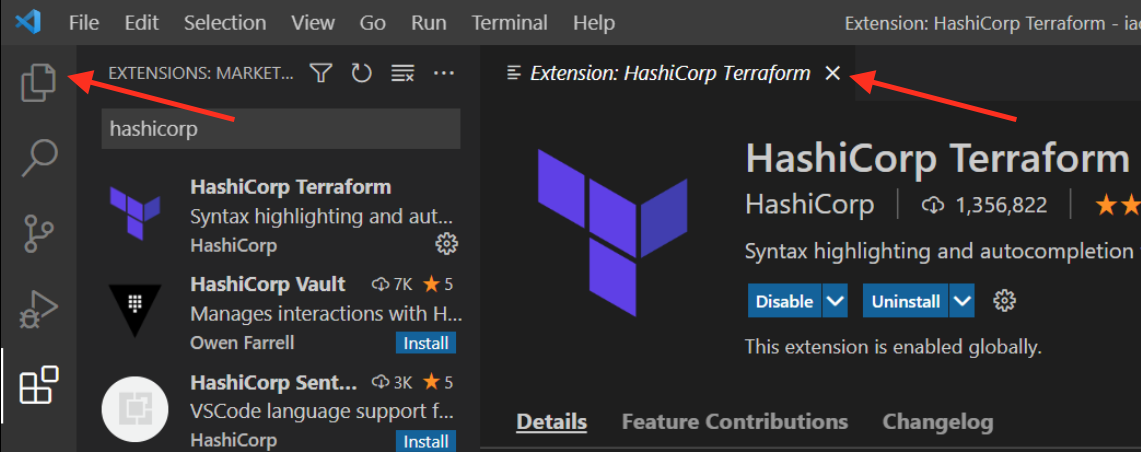 File Edit Selection View Go Run Terminal Help Extension: HashiCorp Terraform - iac
EXTENSIONS: MARKET...
hashicorp
HashiCorp Terraform
Syntax highlighting and aut...
HashiCorp
HashiCorp Vault 7K 5
Manages interactions with H...
Owen Farrell Install
HashiCorp Sent... 3K 5
VSCode language support f...
HashiCorp Install
Extension: HashiCorp Terraform
HashiCorp Terraform
HashiCorp 1,356,822
Syntax highlighting and autocompletion
Disable Uninstall
This extension is enabled globally.
Details Feature Contributions Changelog